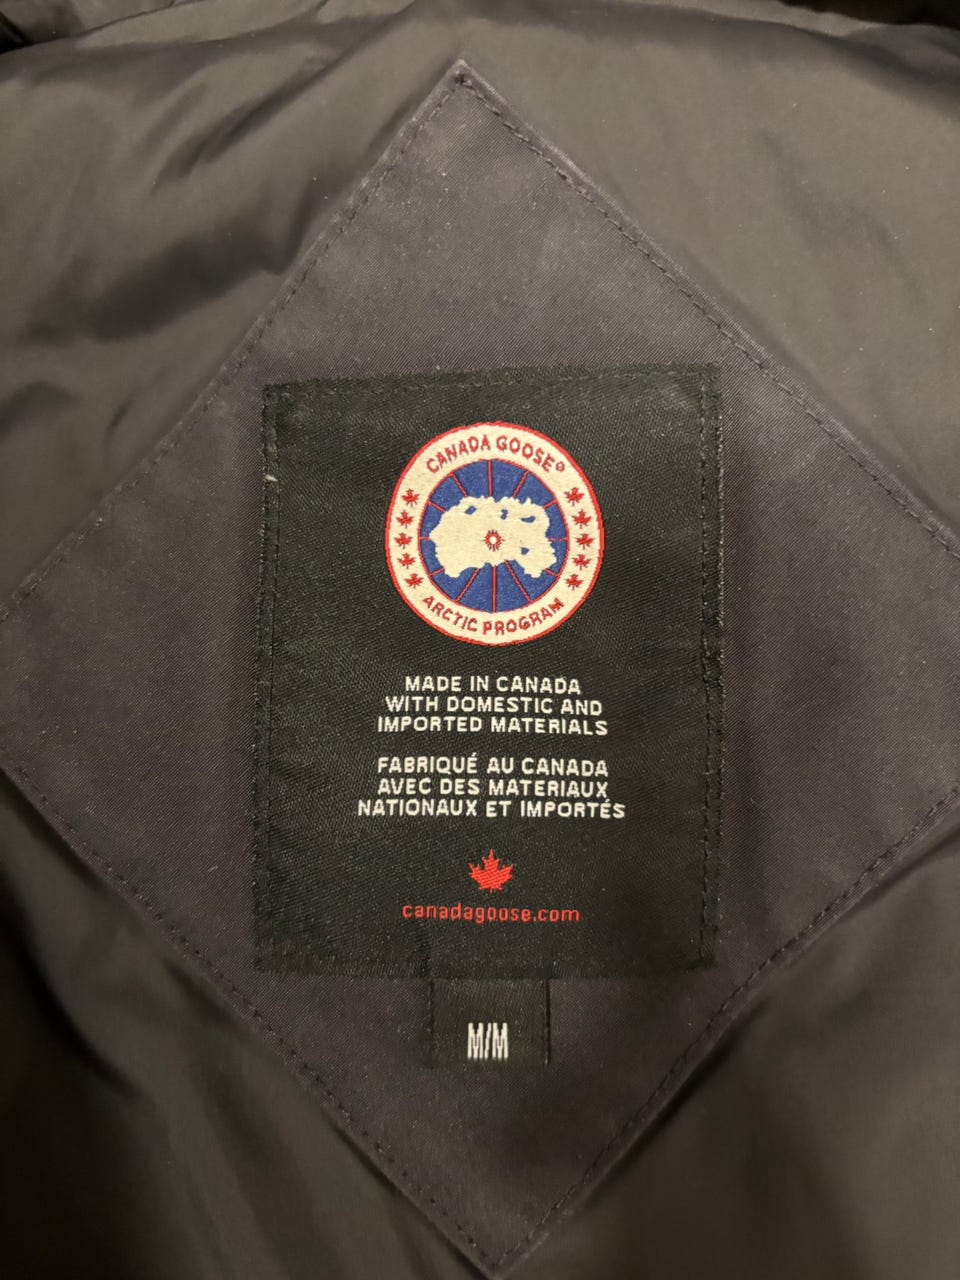 CANADA GOOSE®
ARCTIC PROGRAM
MADE IN CANADA
WITH DOMESTIC AND
IMPORTED MATERIALS
FABRIQUÉ AU CANADA
AVEC DES MATERIAUX
NATIONAUX ET IMPORTÉS
canadagoose.com
M/M